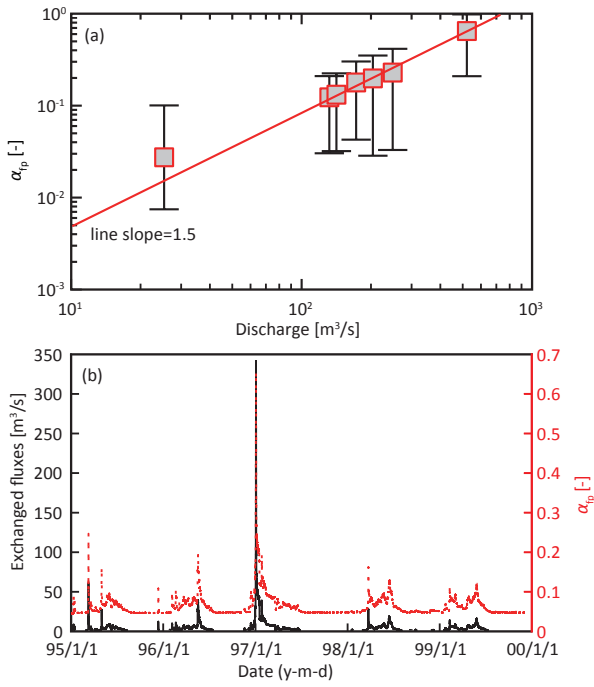 (a)
10⁰
10⁻¹
10⁻²
10⁻³
α_fp [-]
line slope=1.5
10¹ 10² 10³
Discharge [m³/s]
(b)
350
300
250
200
150
100
50
0
Exchanged fluxes [m³/s]
0.7
0.6
0.5
0.4
0.3
0.2
0.1
0
α_fp [-]
95/1/1 96/1/1 97/1/1 98/1/1 99/1/1 00/1/1
Date (y-m-d)